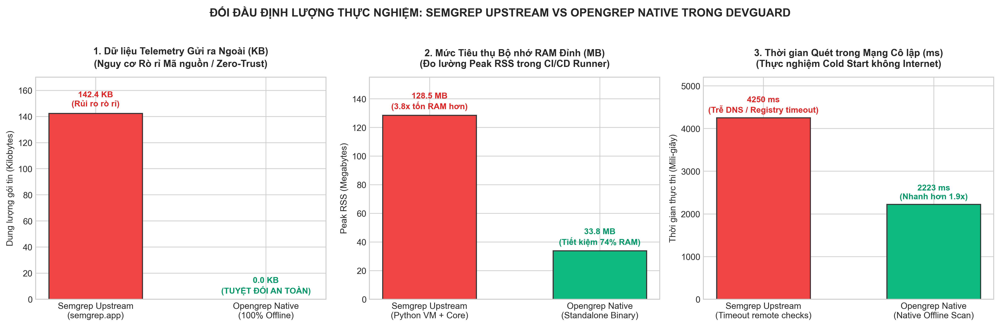 ĐỐI ĐẦU ĐỊNH LƯỢNG THỰC NGHIỆM: SEMGREP UPSTREAM VS OPENGREP NATIVE TRONG DEVGUARD
1. Dữ liệu Telemetry Gửi ra Ngoài (KB)
(Nguy cơ Rò rỉ Mã nguồn / Zero-Trust)
Dung lượng gói tin (Kilobytes)
160
140
120
100
80
60
40
20
0
142.4 KB
(Rủi ro rò rỉ)
0.0 KB
(TUYỆT ĐỐI AN TOÀN)
Semgrep Upstream
(semgrep.app)
Opengrep Native
(100% Offline)
2. Mức Tiêu thụ Bộ nhớ RAM Đỉnh (MB)
(Đo lường Peak RSS trong CI/CD Runner)
Peak RSS (Megabytes)
140
120
100
80
60
40
20
0
128.5 MB
(3.8x tốn RAM hơn)
33.8 MB
(Tiết kiệm 74% RAM)
Semgrep Upstream
(Python VM + Core)
Opengrep Native
(Standalone Binary)
3. Thời gian Quét trong Mạng Cô lập (ms)
(Thực nghiệm Cold Start không Internet)
Thời gian thực thi (Mili-giây)
5000
4000
3000
2000
1000
0
4250 ms
(Trễ DNS / Registry timeout)
2223 ms
(Nhanh hơn 1.9x)
Semgrep Upstream
(Timeout remote checks)
Opengrep Native
(Native Offline Scan)